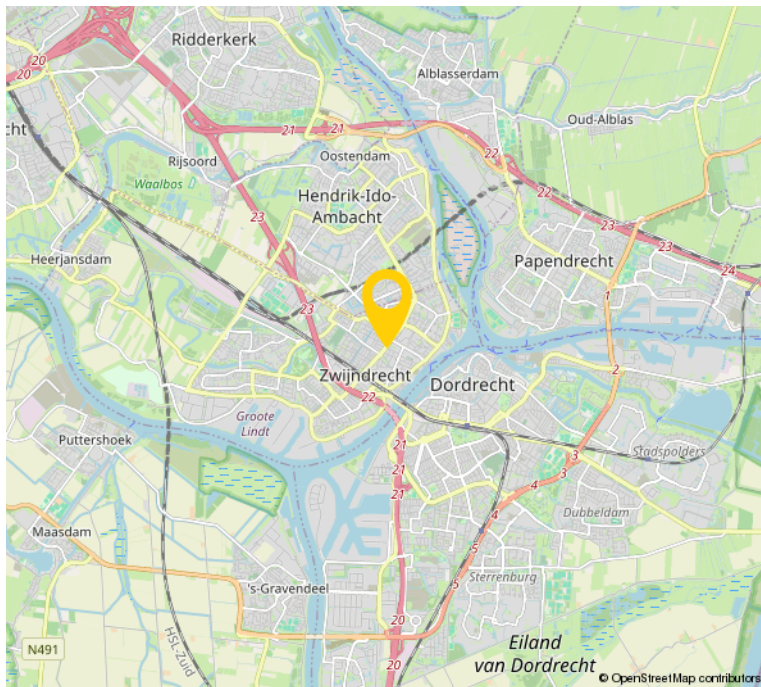 20
20
Ridderkerk
Alblasserdam
Oud-Alblas
21
21
cht
22
Oostendam
Rijsoord
Waalbos
22
Hendrik-Ido-
Ambacht
23
23
Heerjansdam
Papendrecht
24
1
23
Zwijndrecht
Dordrecht
2
22
Groote
Lindt
Puttershoek
21
3
Stadspolders
21
3
4
21
4
Dubbeldam
Maasdam
5
Sterrenburg
's-Gravendeel
5
20
HSL-Zuid
N491
Eiland
van Dordrecht
20
© OpenStreetMap contributors